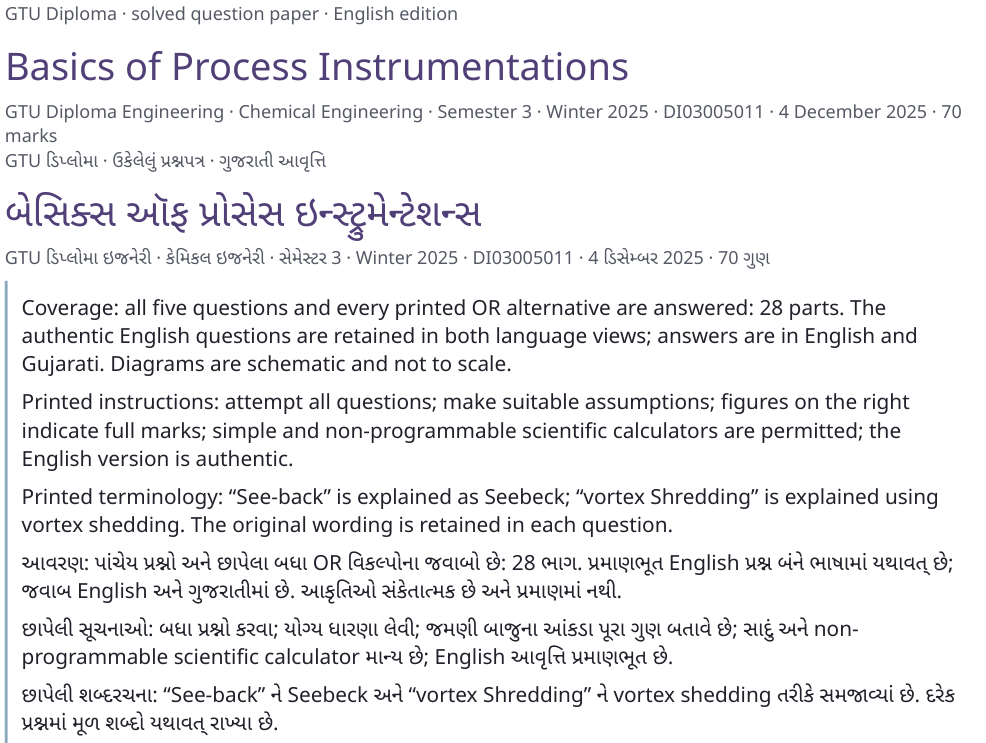 GTU Diploma · solved question paper · English edition
Basics of Process Instrumentations
GTU Diploma Engineering · Chemical Engineering · Semester 3 · Winter 2025 · DI03005011 · 4 December 2025 · 70
marks
GTU ડિપ્લોમા · ઉકેલેલું પ્રશ્નપત્ર · ગુજરાતી આવૃત્તિ
બેસિક્સ ઑફ પ્રોસેસ ઇન્સ્ટ્રુમેન્ટેશન્સ
GTU ડિપ્લોમા ઇજનેરી · કેમિકલ ઇજનેરી · સેમેસ્ટર 3 · Winter 2025 · DI03005011 · 4 ડિસેમ્બર 2025 · 70 ગુણ
Coverage: all five questions and every printed OR alternative are answered: 28 parts. The
authentic English questions are retained in both language views; answers are in English and
Gujarati. Diagrams are schematic and not to scale.
Printed instructions: attempt all questions; make suitable assumptions; figures on the right
indicate full marks; simple and non-programmable scientific calculators are permitted; the
English version is authentic.
Printed terminology: “See-back” is explained as Seebeck; “vortex Shredding” is explained using
vortex shedding. The original wording is retained in each question.
આવરણ: પાંચેય પ્રશ્નો અને છાપેલા બધા OR વિકલ્પોના જવાબો છે: 28 ભાગ. પ્રમાણભૂત English પ્રશ્ન બંને ભાષામાં યથાવત્ છે;
જવાબ English અને ગુજરાતીમાં છે. આકૃતિઓ સંકેતાત્મક છે અને પ્રમાણમાં નથી.
છાપેલી સૂચનાઓ: બધા પ્રશ્નો કરવા; યોગ્ય ધારણા લેવી; જમણી બાજુના આંકડા પૂરા ગુણ બતાવે છે; સાદું અને non-
programmable scientific calculator માન્ય છે; English આવૃત્તિ પ્રમાણભૂત છે.
છાપેલી શબ્દરચના: “See-back” ને Seebeck અને “vortex Shredding” ને vortex shedding તરીકે સમજાવ્યાં છે. દરેક
પ્રશ્નમાં મૂળ શબ્દો યથાવત્ રાખ્યા છે.